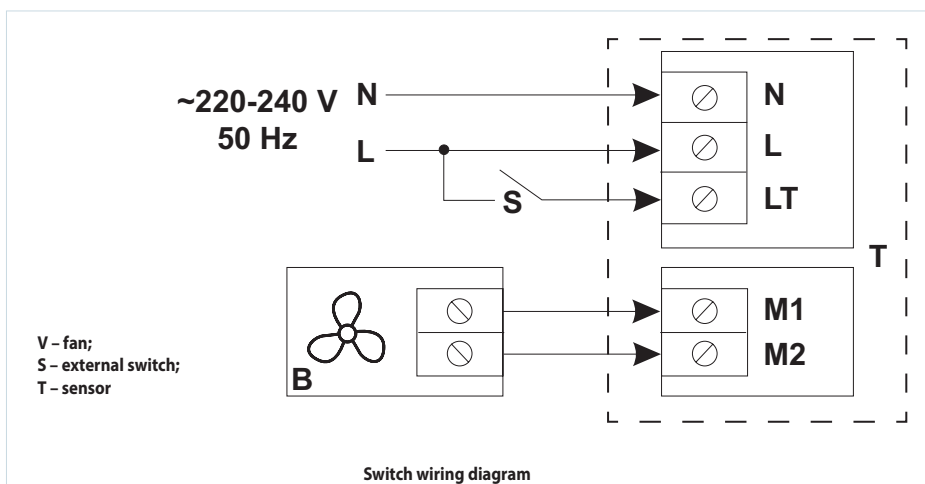 ~220-240 V
50 Hz
N
L
S
N
L
LT
T
M1
M2
B
V – fan;
S – external switch;
T – sensor
Switch wiring diagram